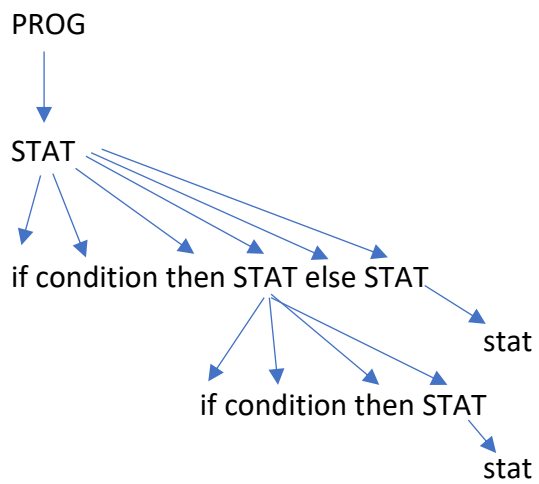 PROG
STAT
if condition then STAT else STAT
stat
if condition then STAT
stat